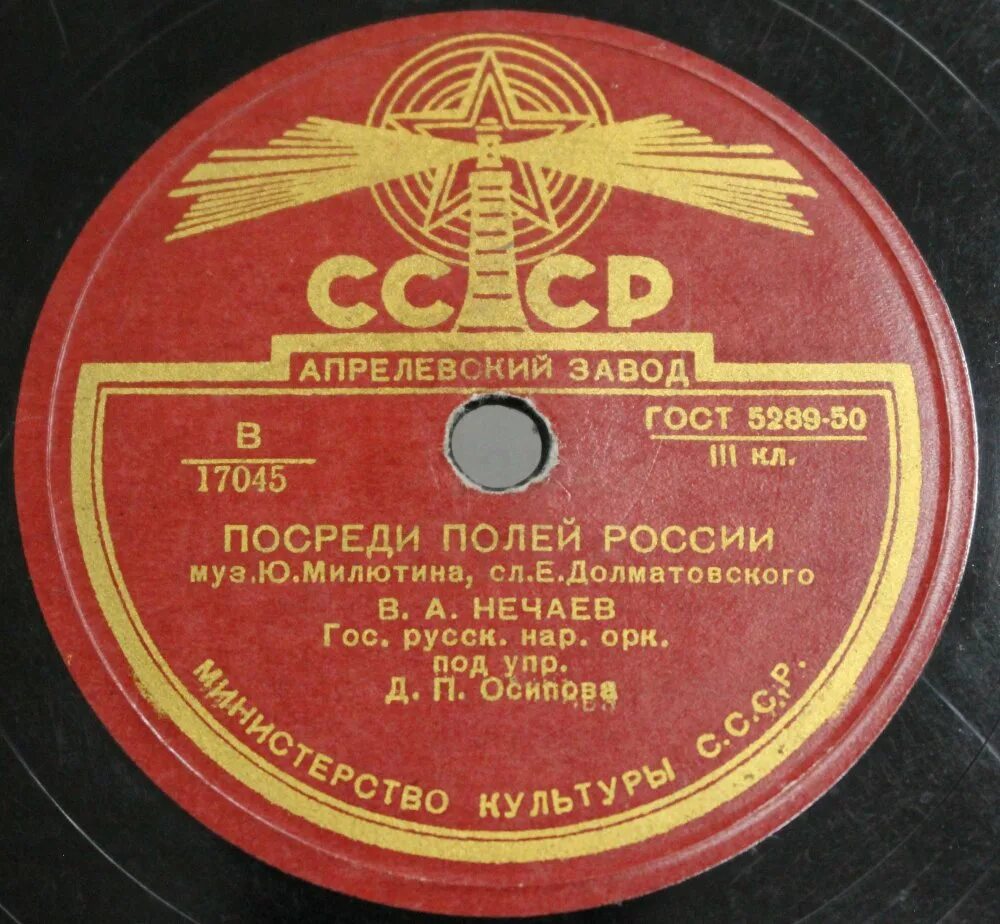 СССР
АПРЕЛЕВСКИЙ ЗАВОД
В
17045
ГОСТ 5289-50
III кл.
ПОСРЕДИ ПОЛЕЙ РОССИИ
муз.Ю.Милютина, сл.Е.Долматовского
В. А. НЕЧАЕВ
Гос. русск. нар. орк.
под упр.
Д. П. Осипова
МИНИСТЕРСТВО КУЛЬТУРЫ С.С.С.Р.